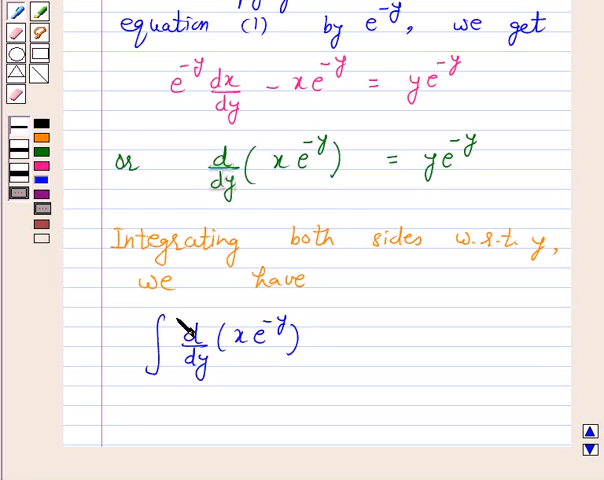 equation (1) by e^{-y}, we get
e^{-y} dx/dy - xe^{-y} = ye^{-y}
or d/dy (xe^{-y}) = ye^{-y}
Integrating both sides w.r.t. y,
we have
∫ d/dy (xe^{-y})